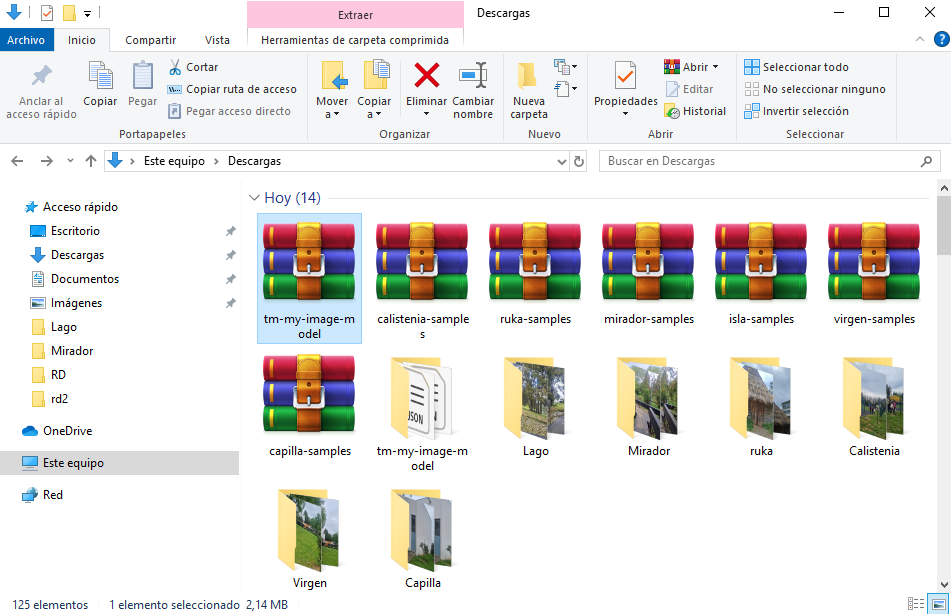 Extraer
Descargas
Archivo
Inicio
Compartir
Vista
Herramientas de carpeta comprimida
Anclar al
acceso rápido
Copiar
Pegar
Cortar
Copiar ruta de acceso
Pegar acceso directo
Portapapeles
Mover
a
Copiar
a
Eliminar
Cambiar
nombre
Organizar
Nueva
carpeta
Nuevo
Propiedades
Abrir
Editar
Historial
Abrir
Seleccionar todo
No seleccionar ninguno
Invertir selección
Seleccionar
Este equipo
Descargas
Buscar en Descargas
Acceso rápido
Escritorio
Descargas
Documentos
Imágenes
Lago
Mirador
RD
rd2
OneDrive
Este equipo
Red
Hoy (14)
tm-my-image-m
odel
calistenia-sample
s
ruka-samples
mirador-samples
isla-samples
virgen-samples
capilla-samples
JSON
tm-my-image-m
odel
Lago
Mirador
ruka
Calistenia
Virgen
Capilla
125 elementos
1 elemento seleccionado 2,14 MB